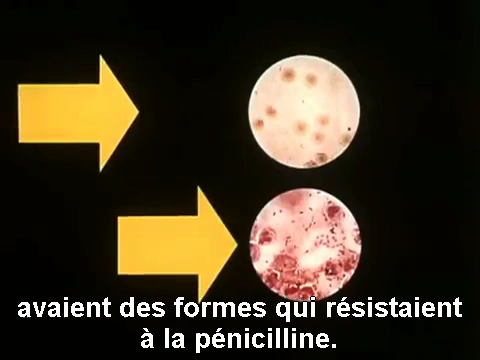 avaient des formes qui résistaient
à la pénicilline.